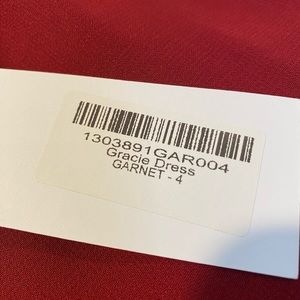 1303891GAR004
Gracie Dress
GARNET - 4